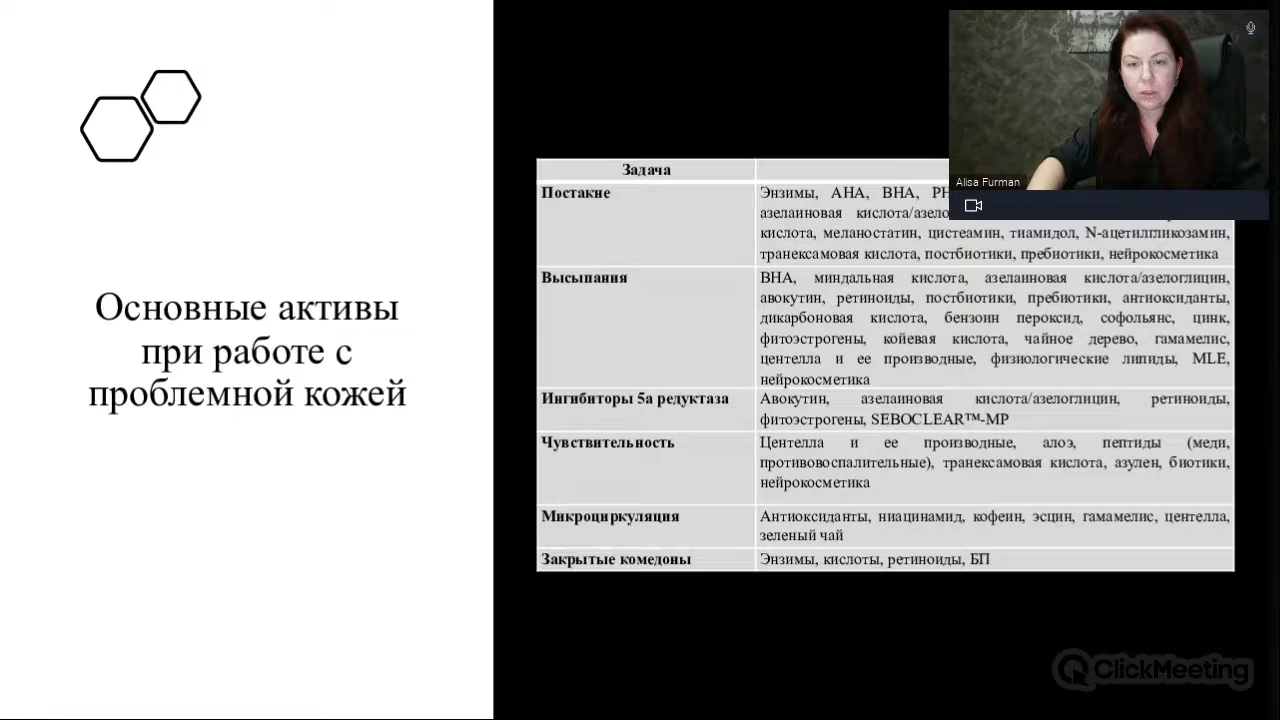 Основные активы
при работе с
проблемной кожей
Задача
Постакне
Энзимы, AHA, BHA,
азелаиновая кислота/
кислота, меланостатин, цистеамин, тиамидол, N-ацетилгликозамин,
транексамовая кислота, постбиотики, пребиотики, нейрокосметика
Высыпания
BHA, миндальная кислота, азелаиновая кислота/азелоглицин,
авокутин, ретиноиды, постбиотики, пребиотики, антиоксиданты,
дикарбоновая кислота, бензоин пероксид, софольянс, цинк,
фитоэстрогены, койевая кислота, чайное дерево, гамамелис,
центелла и ее производные, физиологические липиды, MLE,
нейрокосметика
Ингибиторы 5а редуктаза
Авокутин, азелаиновая кислота/азелоглицин, ретиноиды,
фитоэстрогены, SEBOCLEAR™-MP
Чувствительность
Центелла и ее производные, алоэ, пептиды (меди,
противовоспалительные), транексамовая кислота, азулен, биотики,
нейрокосметика
Микроциркуляция
Антиоксиданты, ниацинамид, кофеин, эсцин, гамамелис, центелла,
зеленый чай
Закрытые комедоны
Энзимы, кислоты, ретиноиды, БП
Alisa Furman
ClickMeeting